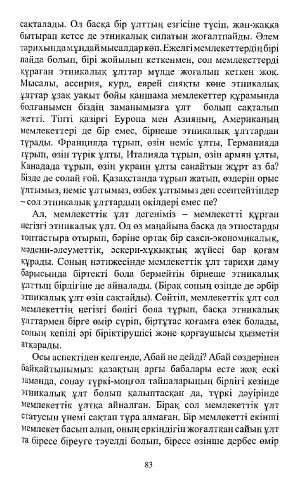 сақталады. Ол басқа бір ұлттың езгісіне түсіп, жан-жаққа
бытырап кетсе де этникалық сипатын жоғалтпайды. Әлем
тарихында мұндай мысалдар көп. Ежелгі мемлекеттердің бірі
пайда болып, бірі жойылып кеткенмен, сол мемлекеттерді
құраған этникалық ұлттар мүлде жоғалып кеткен жоқ.
Мысалы, ассирия, күрд, еврей сияқты көне этникалық
ұлттар ұзақ уақыт бойы қаншама мемлекеттер құрамында
болғанымен біздің заманымызға ұлт болып сақталып
жетті. Тіпті қазіргі Еуропа мен Азияның, Американың
мемлекеттері де бір емес, бірнеше этникалық ұлттардан
тұрады. Францияда тұрып, өзін неміс ұлты, Германияда
тұрып, өзін түрік ұлты, Италияда тұрып, өзін армян ұлты,
Канадада тұрып, өзін украин ұлты санайтын жұрт аз ба?
Бізде де солай ғой. Қазақстанда тұрып жатып, өздерін орыс
ұлтымыз, неміс ұлтымыз, өзбек ұлтымыз деп есептейтіндер
– сол этникалық ұлттардың өкілдері емес пе?
Ал, мемлекеттік ұлт дегеніміз – мемлекетті құрған
негізгі этникалық ұлт. Ол өз маңайына басқа да этностарды
топтастыра отырып, бәріне ортақ бір саяси-экономикалық,
мәдени-әлеуметтік, әскери-құқықтық жүйесі бар қоғам
құрады. Соның нәтижесінде мемлекеттік ұлт тарихи даму
барысында біртекті бола бермейтін бірнеше этникалық
ұлттың бірлігіне де айналады. (Бірақ соның өзінде де әрбір
этникалық ұлт өзін сақтайды). Сөйтіп, мемлекеттік ұлт сол
мемлекеттің негізгі бөлігі бола тұрып, басқа этникалық
ұлттармен бірге өмір сүріп, біртұтас қоғамға өзек болады,
соның кепілі әрі біріктірушісі және қорғаушысы қызметін
атқарады.
Осы аспектіден келгенде, Абай не дейді? Абай сөздерінен
байқайтынымыз: қазақтың арғы бабалары есте жоқ ескі
заманда, сонау түркі-моңғол тайпаларының бірлігі кезінде
этникалық ұлт болып қалыптасқан да, түркі дәуірінде
мемлекеттік ұлтқа айналған. Бірақ сол мемлекеттік ұлт
статусын үнемі сақтап тұра алмаған. Бір мемлекетті екінші
мемлекет басып алып, оның еркіндігін жоғалтқан сайын ұлт
та біресе біреуге тәуелді болып, біресе өзінше дербес өмір
83